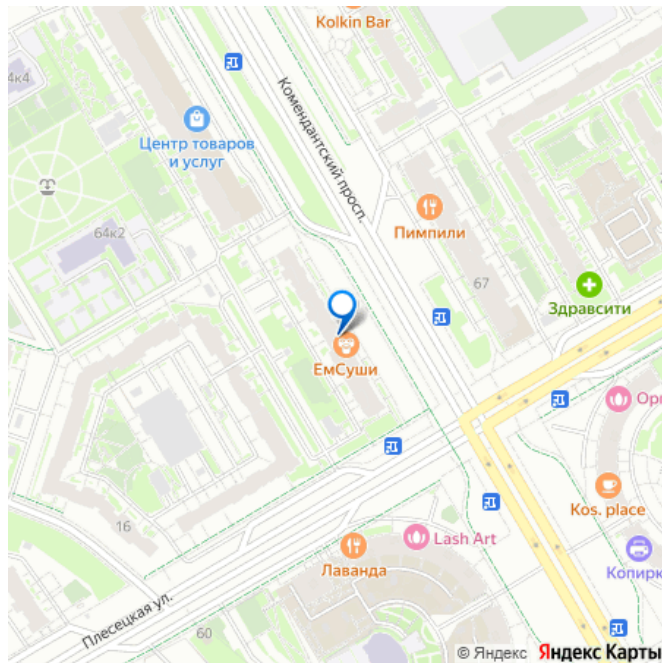 Kolkin Bar
4к4
Комендантский просп.
Центр товаров
и услуг
Пимпили
64к2
67
Здравсити
ЕмСуши
Kos. place
16
Lash Art
Лаванда
Плесецкая ул.
60
© Яндекс Яндекс Карты